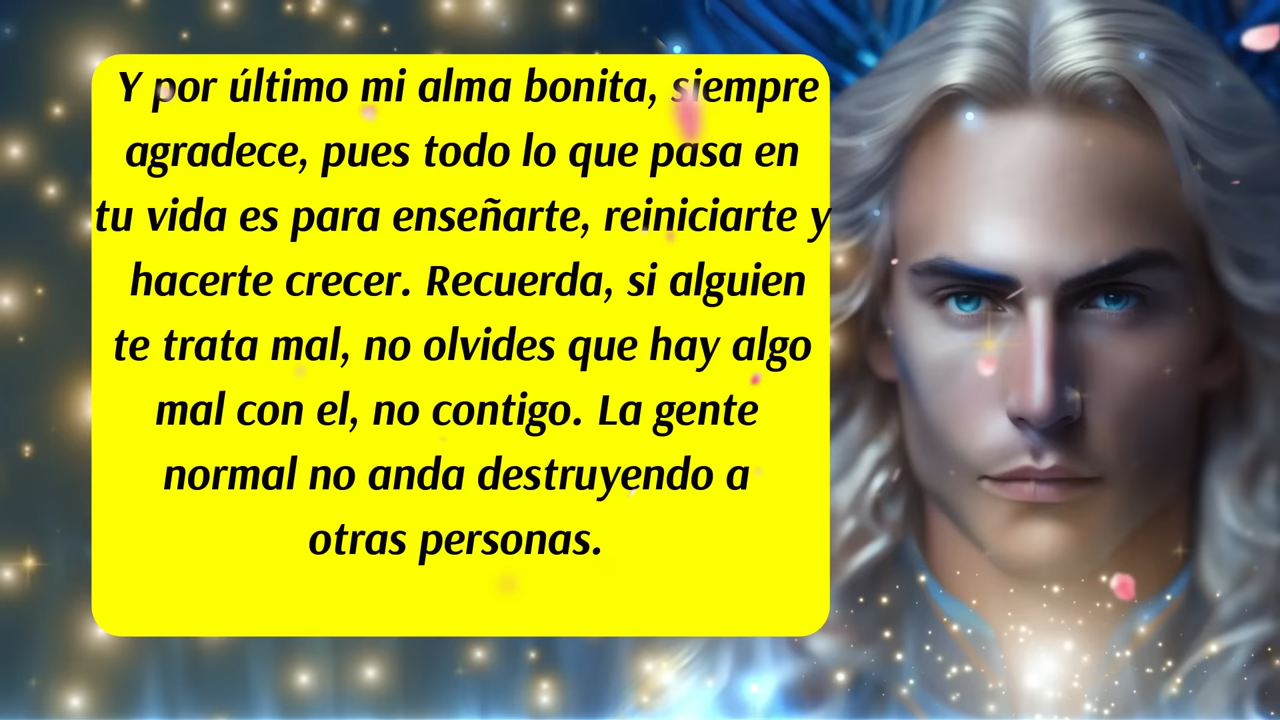 Y por último mi alma bonita, siempre
agradece, pues todo lo que pasa en
tu vida es para enseñarte, reiniciarte y
hacerte crecer. Recuerda, si alguien
te trata mal, no olvides que hay algo
mal con el, no contigo. La gente
normal no anda destruyendo a
otras personas.